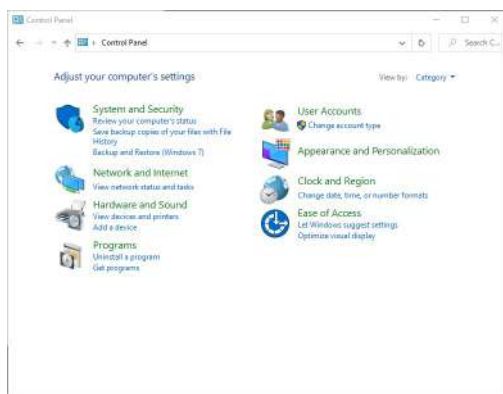 Control Panel
Control Panel
Search C...
Adjust your computer's settings
View by: Category
System and Security
Review your computer's status
Save backup copies of your files with File
History
Backup and Restore (Windows 7)
Network and Internet
View network status and tasks
Hardware and Sound
View devices and printers
Add a device
Programs
Uninstall a program
Get programs
User Accounts
Change account type
Appearance and Personalization
Clock and Region
Change date, time, or number formats
Ease of Access
Let Windows suggest settings
Optimize visual display